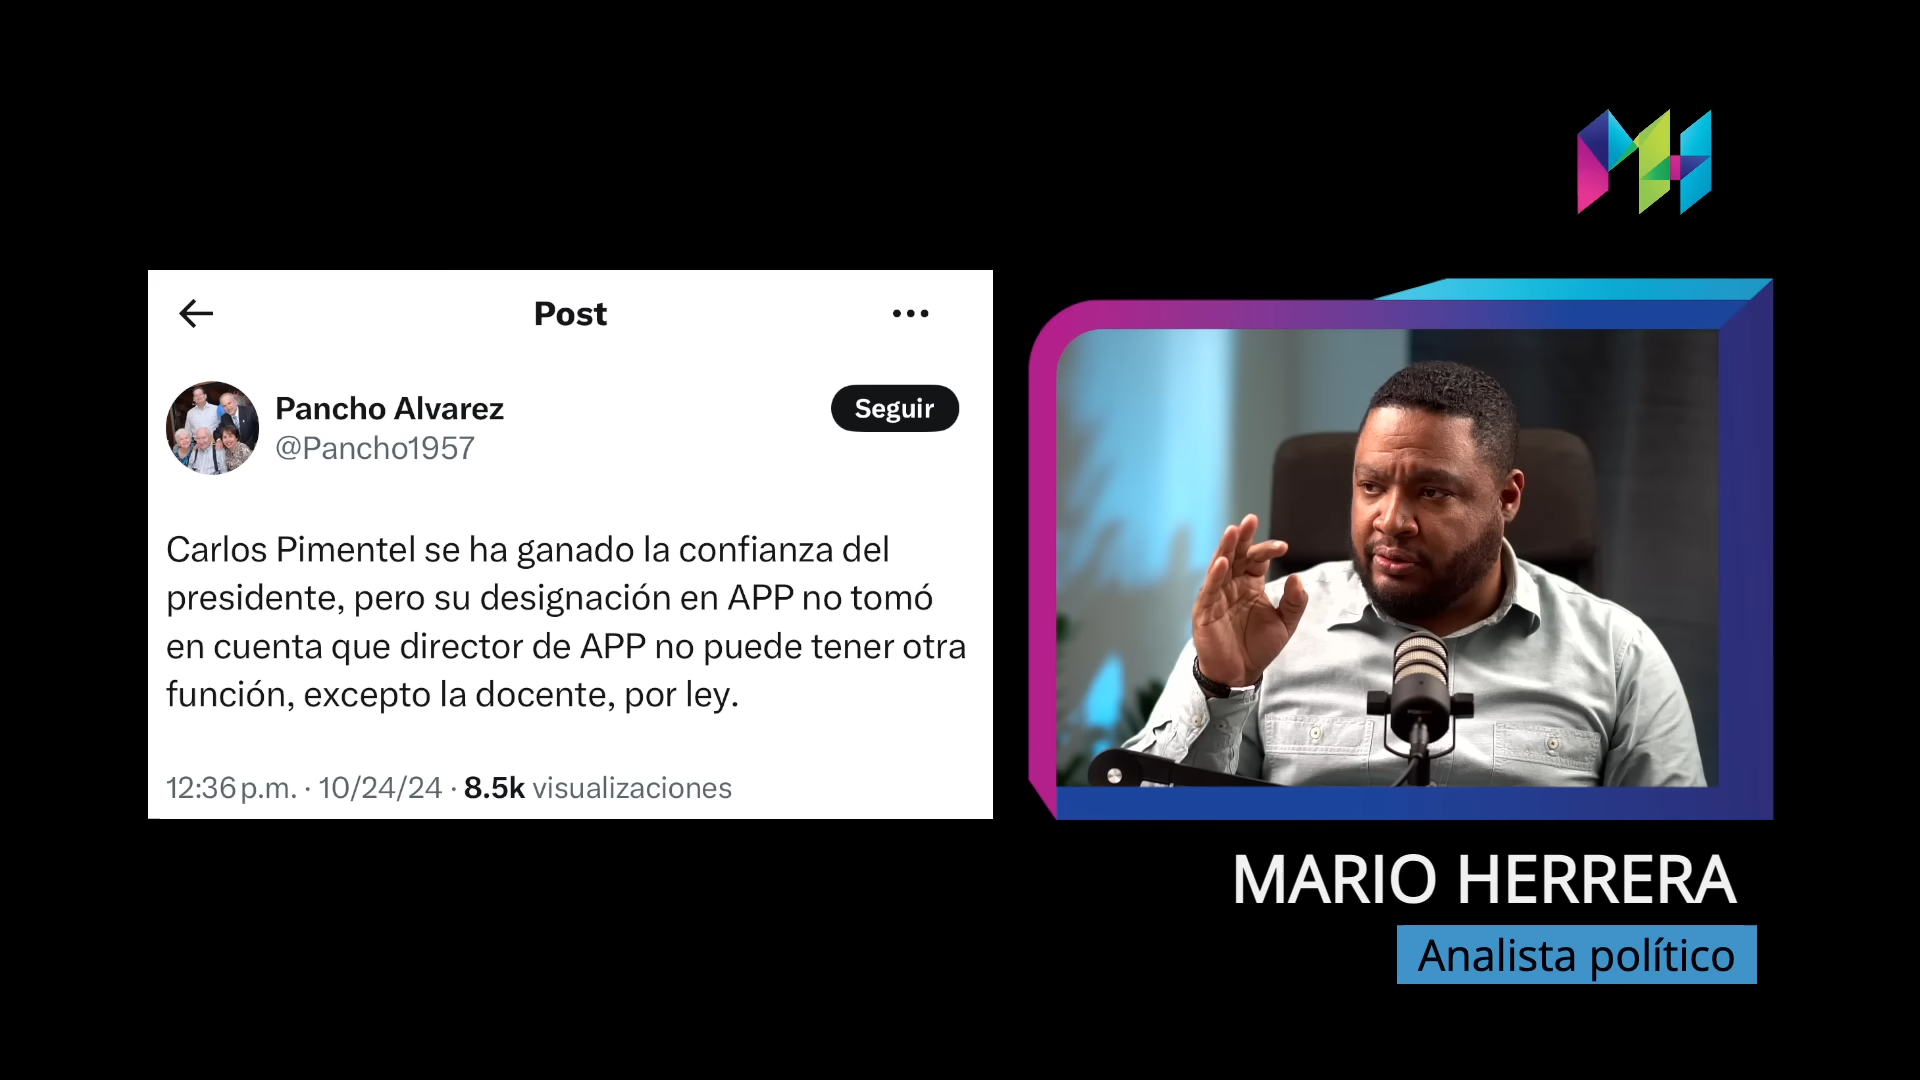 MH
Post
Pancho Alvarez
Seguir
@Pancho1957
Carlos Pimentel se ha ganado la confianza del
presidente, pero su designación en APP no tomó
en cuenta que director de APP no puede tener otra
función, excepto la docente, por ley.
12:36 p.m. · 10/24/24 · 8.5k visualizaciones
MARIO HERRERA
Analista político